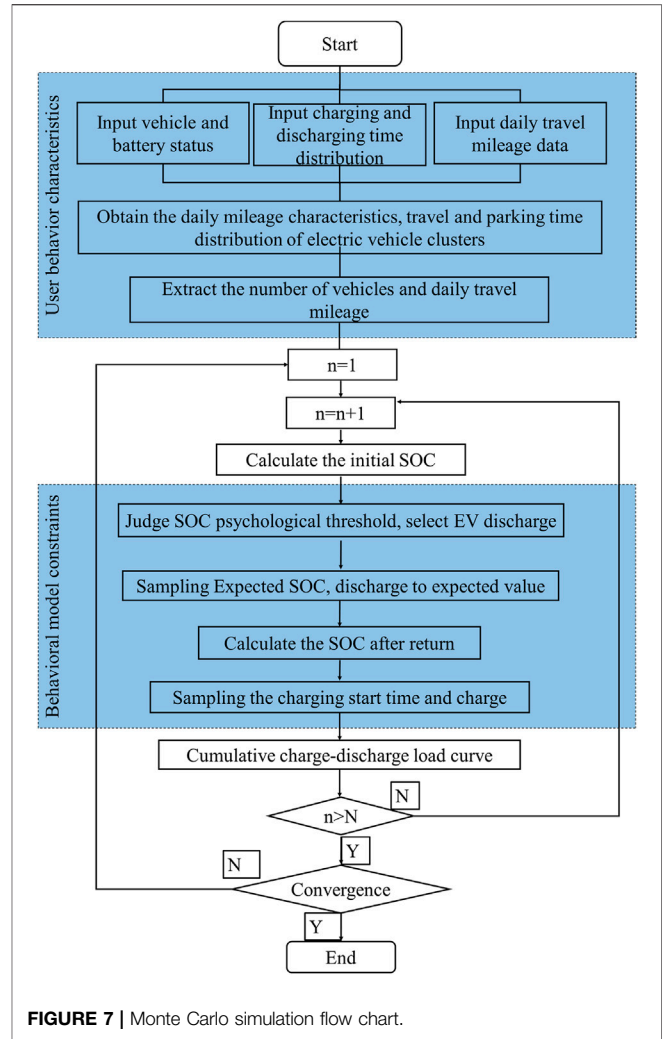 Start
User behavior characteristics
Input vehicle and
battery status
Input charging and
discharging time
distribution
Input daily travel
mileage data
Obtain the daily mileage characteristics, travel and parking time
distribution of electric vehicle clusters
Extract the number of vehicles and daily travel
mileage
n=1
n=n+1
Calculate the initial SOC
Behavioral model constraints
Judge SOC psychological threshold, select EV discharge
Sampling Expected SOC, discharge to expected value
Calculate the SOC after return
Sampling the charging start time and charge
Cumulative charge-discharge load curve
N
n>N
Y
N
Convergence
Y
End
FIGURE 7 | Monte Carlo simulation flow chart.